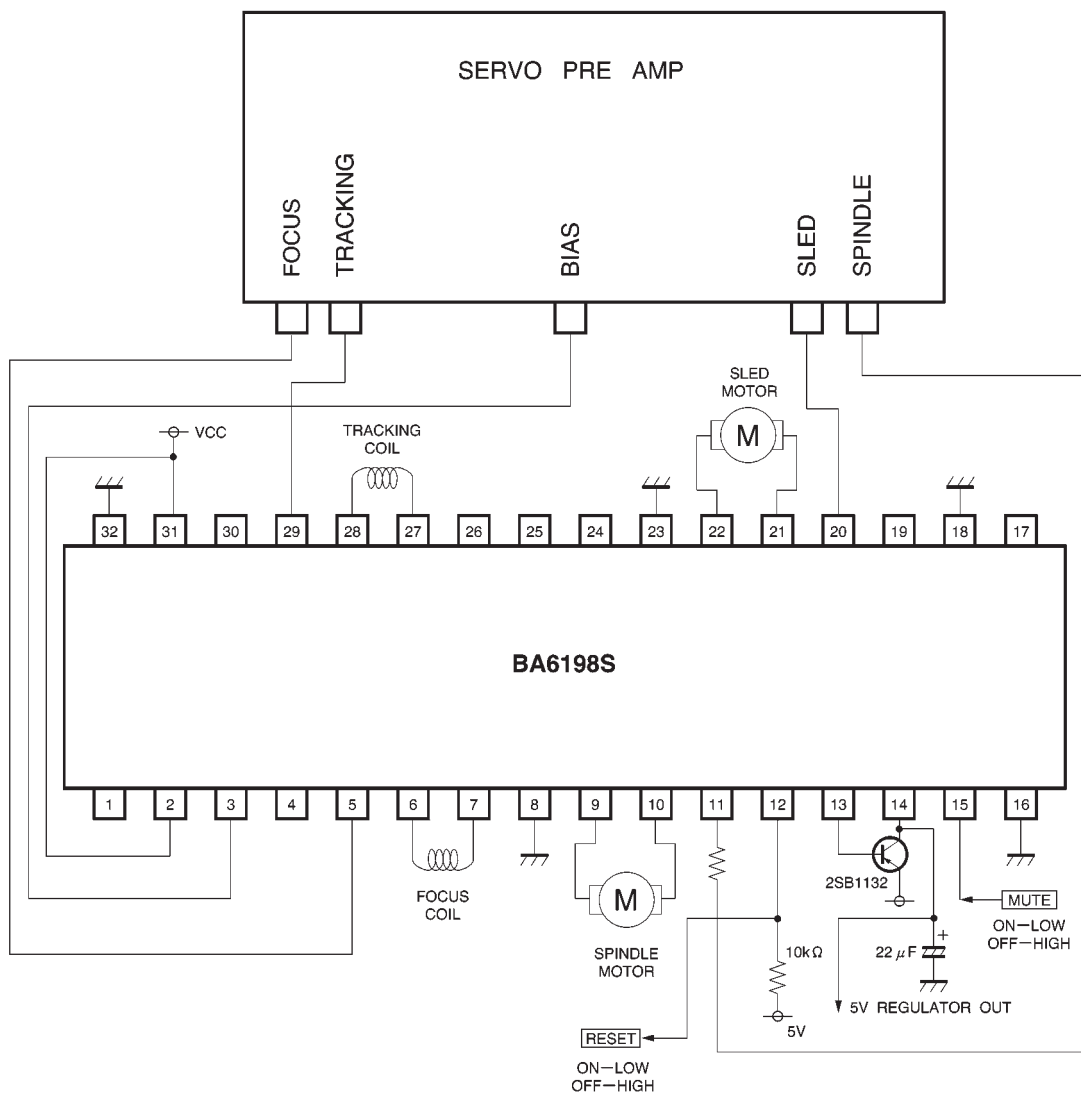 SERVO PRE AMP
FOCUS
TRACKING
BIAS
SLED
SPINDLE
SLED
MOTOR
M
VCC
TRACKING
COIL
32 31 30 29 28 27 26 25 24 23 22 21 20 19 18 17
BA6198S
1 2 3 4 5 6 7 8 9 10 11 12 13 14 15 16
FOCUS
COIL
M
SPINDLE
MOTOR
2SB1132
MUTE
ON–LOW
OFF–HIGH
10kΩ
22 μF
+
5V REGULATOR OUT
5V
RESET
ON–LOW
OFF–HIGH